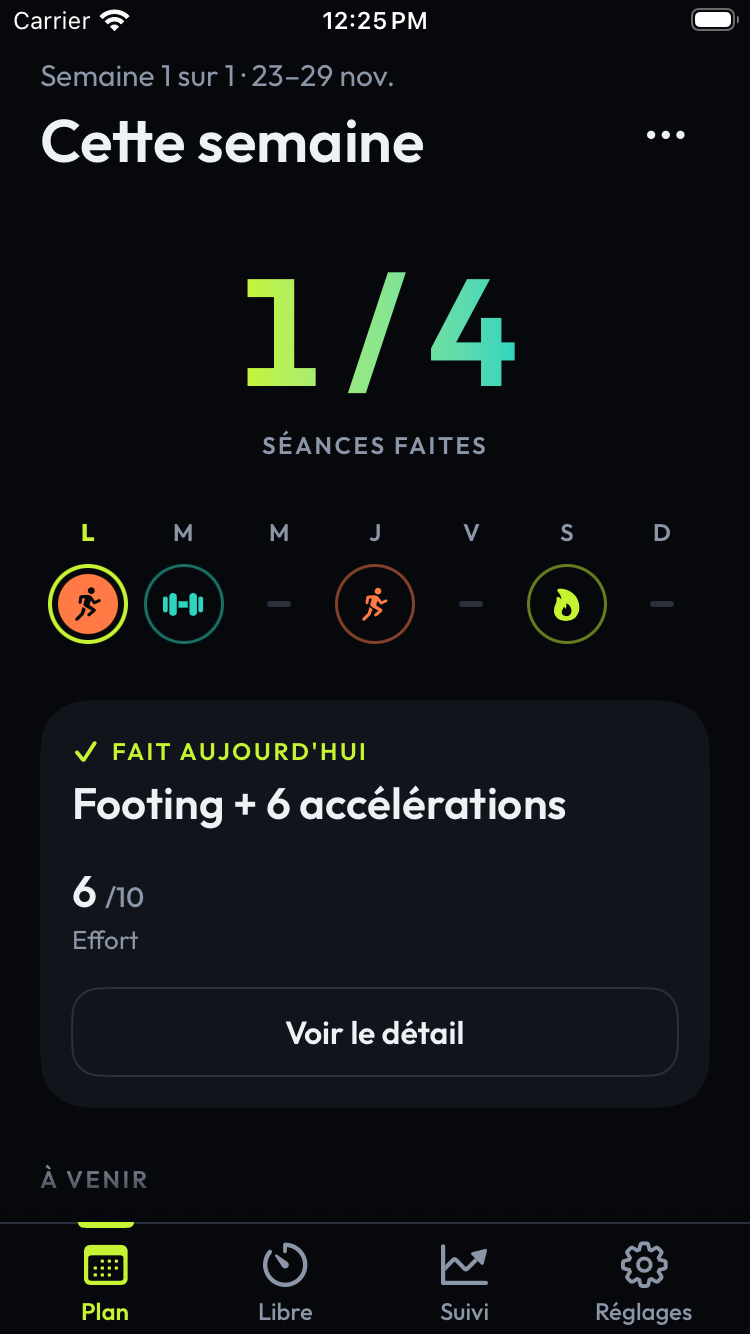 Carrier 12:25 PM
Semaine 1 sur 1 · 23–29 nov.
Cette semaine
1/4
SÉANCES FAITES
L M M J V S D
FAIT AUJOURD'HUI
Footing + 6 accélérations
6 /10
Effort
Voir le détail
À VENIR
Plan Libre Suivi Réglages